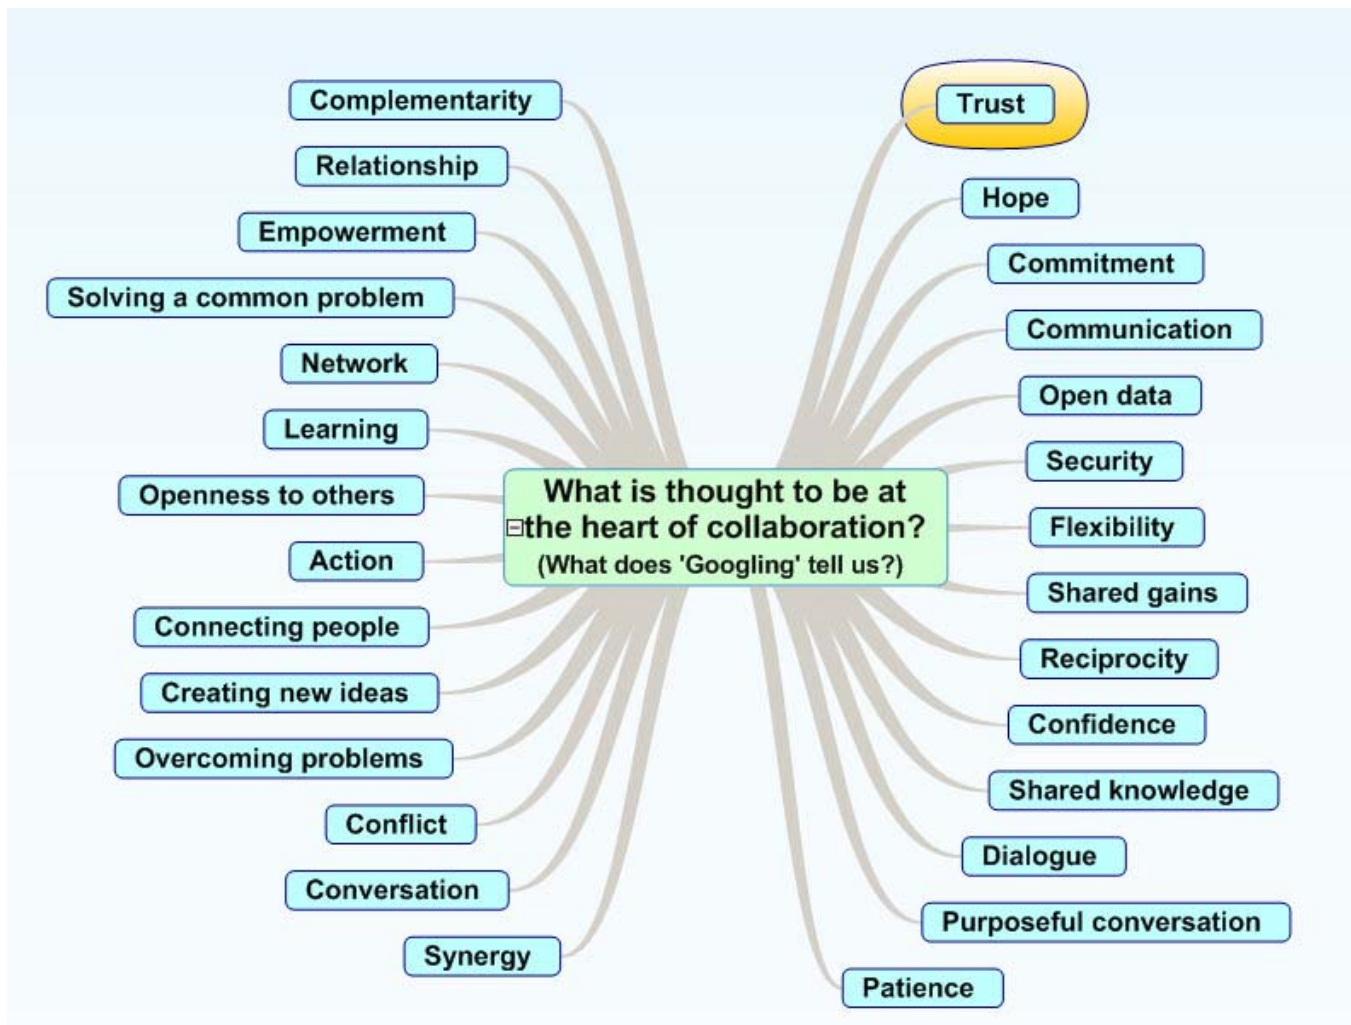 Complementarity
Relationship
Empowerment
Solving a common problem
Network
Learning
Openness to others
Action
Connecting people
Creating new ideas
Overcoming problems
Conflict
Conversation
Synergy
What is thought to be at
the heart of collaboration?
(What does 'Googling' tell us?)
Trust
Hope
Commitment
Communication
Open data
Security
Flexibility
Shared gains
Reciprocity
Confidence
Shared knowledge
Dialogue
Purposeful conversation
Patience